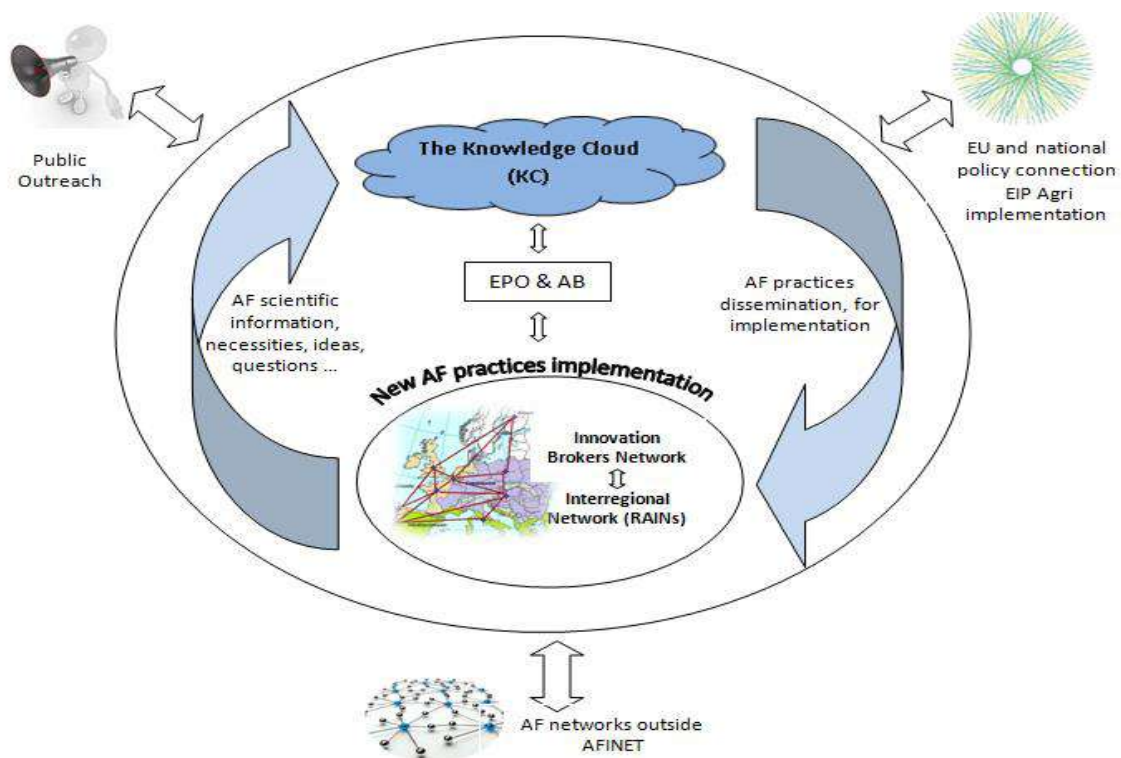 Public
Outreach
The Knowledge Cloud
(KC)
EU and national
policy connection
EIP Agri
implementation
EPO & AB
AF scientific
information,
necessities, ideas,
questions ...
AF practices
dissemination, for
implementation
New AF practices implementation
Innovation
Brokers Network
Interregional
Network (RAINs)
AF networks outside
AFINET